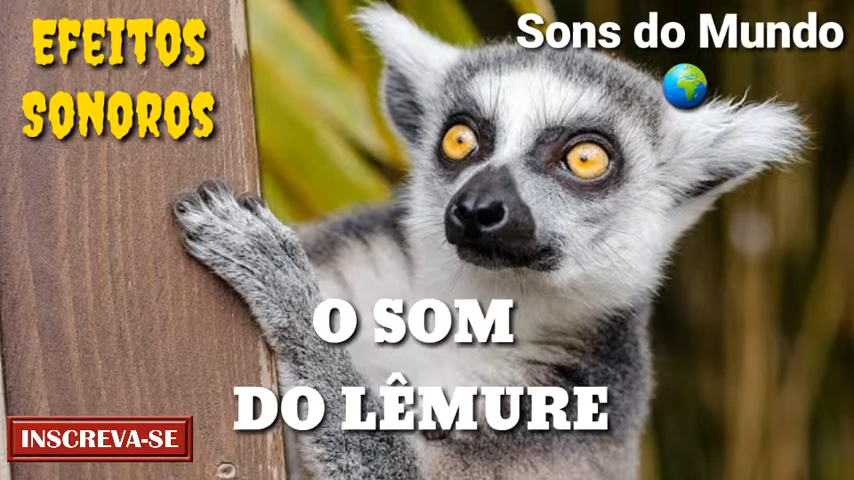 EFEITOS
SONOROS
Sons do Mundo
🌍
O SOM
DO LÊMURE
INSCREVA-SE